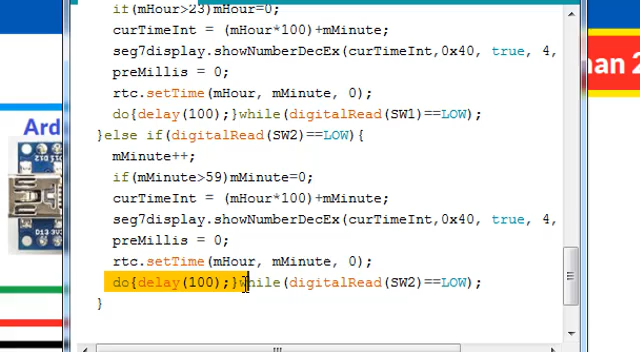 if(mHour>23)mHour=0;
curTimeInt = (mHour*100)+mMinute;
seg7display.showNumberDecEx(curTimeInt,0x40, true, 4,
preMillis = 0;
rtc.setTime(mHour, mMinute, 0);
do{delay(100);}while(digitalRead(SW1)==LOW);
}else if(digitalRead(SW2)==LOW){
mMinute++;
if(mMinute>59)mMinute=0;
curTimeInt = (mHour*100)+mMinute;
seg7display.showNumberDecEx(curTimeInt,0x40, true, 4,
preMillis = 0;
rtc.setTime(mHour, mMinute, 0);
do{delay(100);}while(digitalRead(SW2)==LOW);
}
Ard
han 2